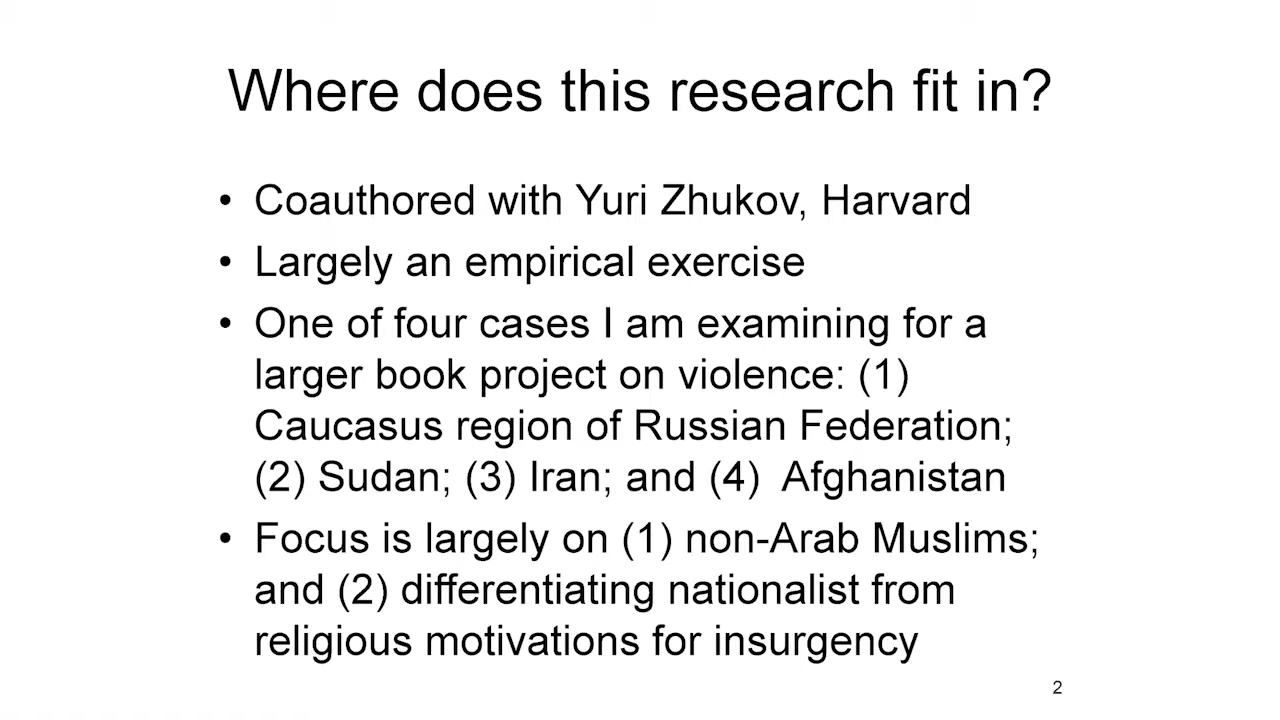 Where does this research fit in?
• Coauthored with Yuri Zhukov, Harvard
• Largely an empirical exercise
• One of four cases I am examining for a
larger book project on violence: (1)
Caucasus region of Russian Federation;
(2) Sudan; (3) Iran; and (4)  Afghanistan
• Focus is largely on (1) non-Arab Muslims;
and (2) differentiating nationalist from
religious motivations for insurgency
2